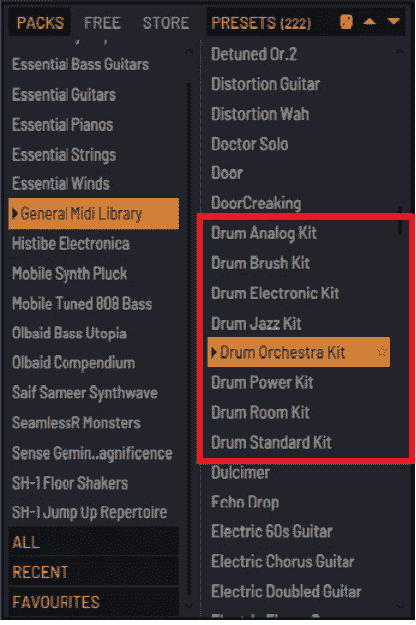 PACKS FREE STORE
Essential Bass Guitars
Essential Guitars
Essential Pianos
Essential Strings
Essential Winds
General Midi Library
Histibe Electronica
Mobile Synth Pluck
Mobile Tuned 808 Bass
Olbaid Bass Utopia
Olbaid Compendium
Saif Sameer Synthwave
SeamlessR Monsters
Sense Gemin..agnificence
SH-1 Floor Shakers
SH-1 Jump Up Repertoire
ALL
RECENT
FAVOURITES
PRESETS (222)
Detuned Or.2
Distortion Guitar
Distortion Wah
Doctor Solo
Door
DoorCreaking
Drum Analog Kit
Drum Brush Kit
Drum Electronic Kit
Drum Jazz Kit
Drum Orchestra Kit
Drum Power Kit
Drum Room Kit
Drum Standard Kit
Dulcimer
Echo Drop
Electric 60s Guitar
Electric Chorus Guitar
Electric Doubled Guitar